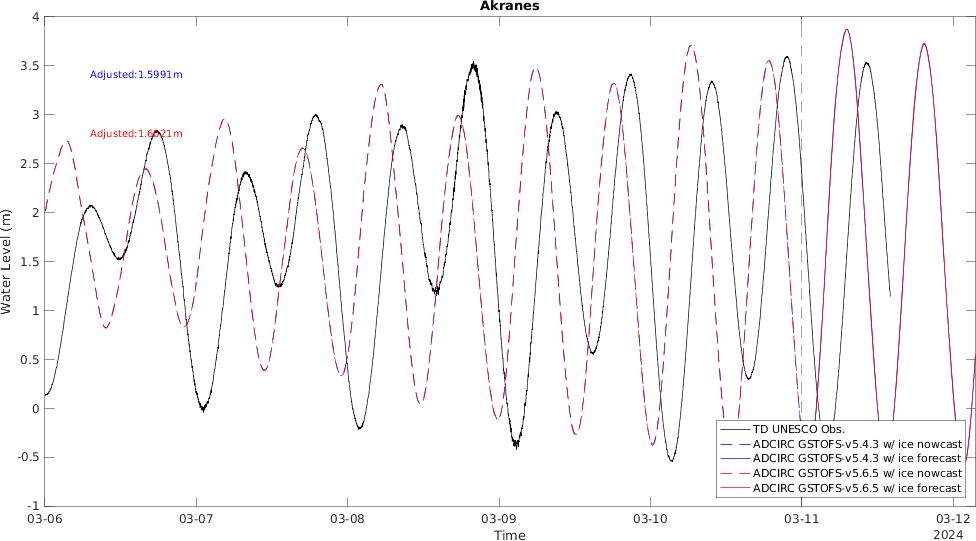 Akranes
4
3.5
3
2.5
2
1.5
1
0.5
0
-0.5
-1
Water Level (m)
Adjusted:1.5991m
TD UNESCO Obs.
ADCIRC GSTOFS-v5.4.3 w/ ice nowcast
ADCIRC GSTOFS-v5.4.3 w/ ice forecast
ADCIRC GSTOFS-v5.6.5 w/ ice nowcast
ADCIRC GSTOFS-v5.6.5 w/ ice forecast
03-06 03-07 03-08 03-09 03-10 03-11 03-12
Time
2024